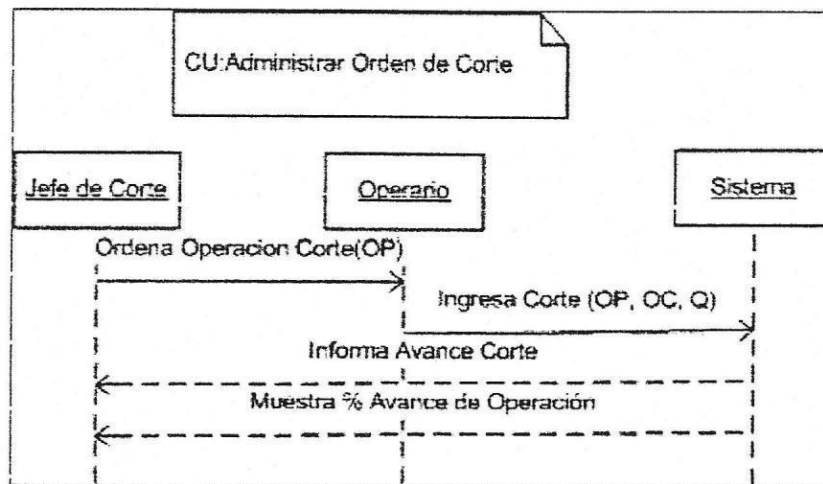 CU:Administrar Orden de Corte
Jefe de Corte
Operario
Sistema
Ordena Operacion Corte(OP)
Ingresa Corte (OP, OC, Q)
Informa Avance Corte
Muestra % Avance de Operación